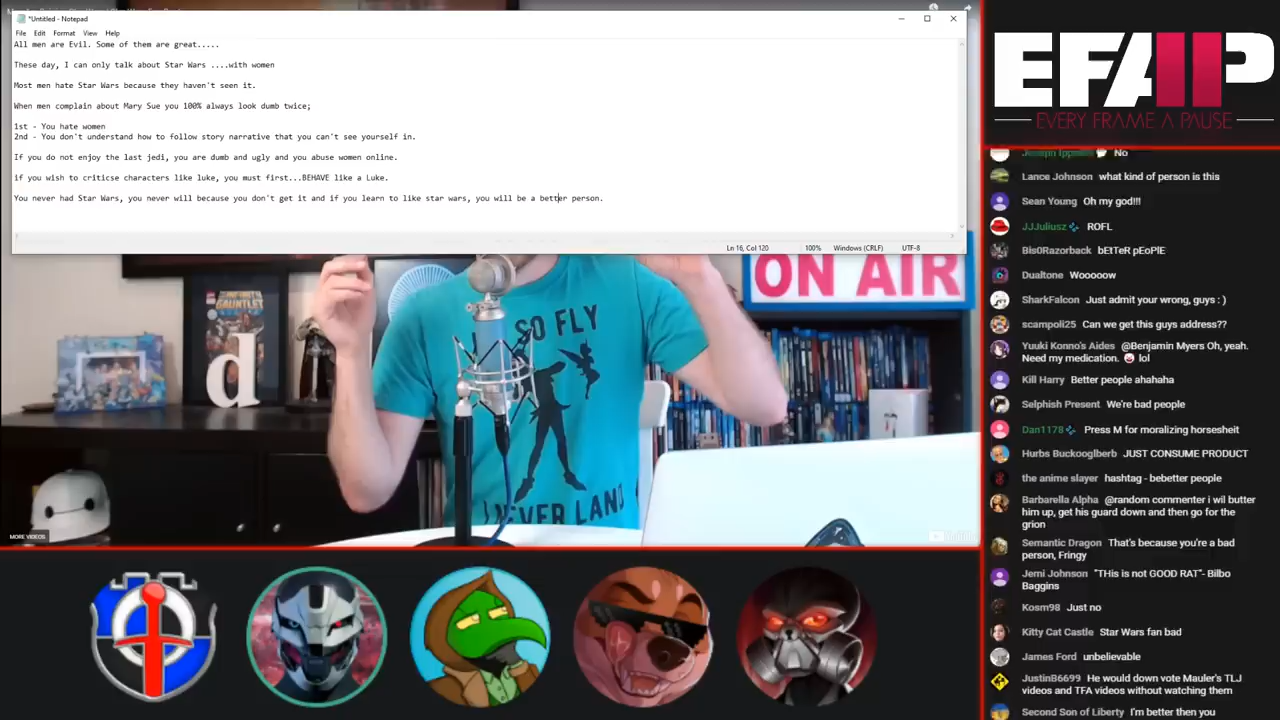 *Untitled - Notepad
File Edit Format View Help
All men are Evil. Some of them are great.....
These day, I can only talk about Star Wars ....with women
Most men hate Star Wars because they haven't seen it.
When men complain about Mary Sue you 100% always look dumb twice;
1st - You hate women
2nd - You don't understand how to follow story narrative that you can't see yourself in.
If you do not enjoy the last jedi, you are dumb and ugly and you abuse women online.
if you wish to criticse characters like luke, you must first...BEHAVE like a Luke.
You never had Star Wars, you never will because you don't get it and if you learn to like star wars, you will be a better person.
Ln 16, Col 120 100% Windows (CRLF) UTF-8
ON AIR
INFINITY
GAUNTLET
d
SO FLY
NEVER LAND
MORE VIDEOS
EFAP
EVERY FRAME A PAUSE
No
Lance Johnson what kind of person is this
Sean Young Oh my god!!!
JJJuliusz ROFL
Bis0Razorback bEtTeR pEoPlE
Dualtone Wooooow
SharkFalcon Just admit your wrong, guys : )
scampoli25 Can we get this guys address??
Yuuki Konno's Aides @Benjamin Myers Oh, yeah.
Need my medication. lol
Kill Harry Better people ahahaha
Selphish Present We're bad people
Dan1178 Press M for moralizing horsesheit
Hurbs Buckooglberb JUST CONSUME PRODUCT
the anime slayer hashtag - bebetter people
Barbarella Alpha @random commenter i wil butter
him up, get his guard down and then go for the
grion
Semantic Dragon That's because you're a bad
person, Fringy
Jemi Johnson "THis is not GOOD RAT"- Bilbo
Baggins
Kosm98 Just no
Kitty Cat Castle Star Wars fan bad
James Ford unbelievable
JustinB6699 He would down vote Mauler's TLJ
videos and TFA videos without watching them
Second Son of Liberty I'm better then you